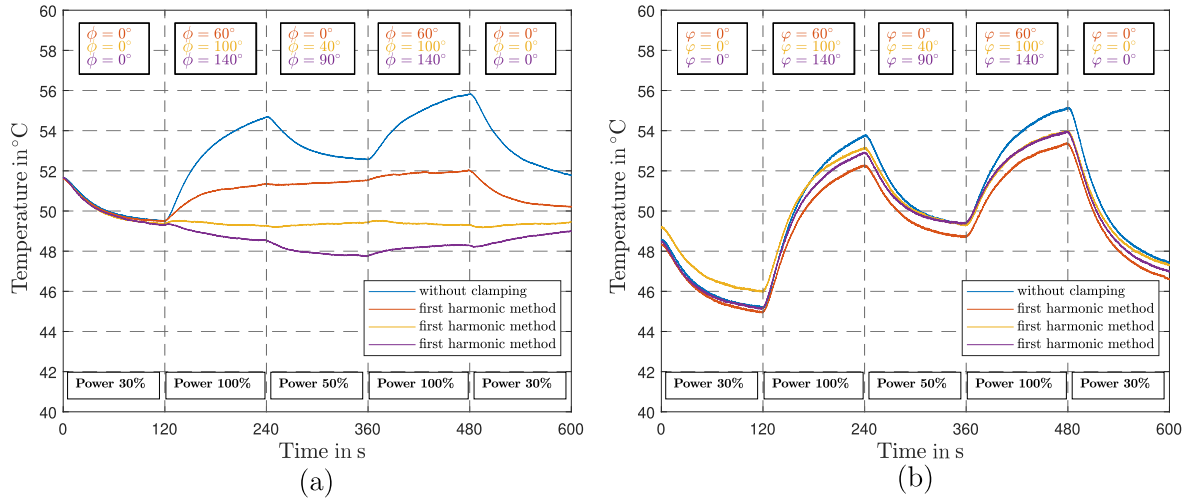 60
58
56
54
52
50
48
46
44
42
40
Temperature in °C
ϕ = 0°
ϕ = 0°
ϕ = 0°
ϕ = 60°
ϕ = 100°
ϕ = 140°
ϕ = 0°
ϕ = 40°
ϕ = 90°
ϕ = 60°
ϕ = 100°
ϕ = 140°
ϕ = 0°
ϕ = 0°
ϕ = 0°
without clamping
first harmonic method
first harmonic method
first harmonic method
Power 30%
Power 100%
Power 50%
Power 100%
Power 30%
0 120 240 360 480 600
Time in s
(a)
60
58
56
54
52
50
48
46
44
42
40
Temperature in °C
φ = 0°
φ = 0°
φ = 0°
φ = 60°
φ = 100°
φ = 140°
φ = 0°
φ = 40°
φ = 90°
φ = 60°
φ = 100°
φ = 140°
φ = 0°
φ = 0°
φ = 0°
without clamping
first harmonic method
first harmonic method
first harmonic method
Power 30%
Power 100%
Power 50%
Power 100%
Power 30%
0 120 240 360 480 600
Time in s
(b)